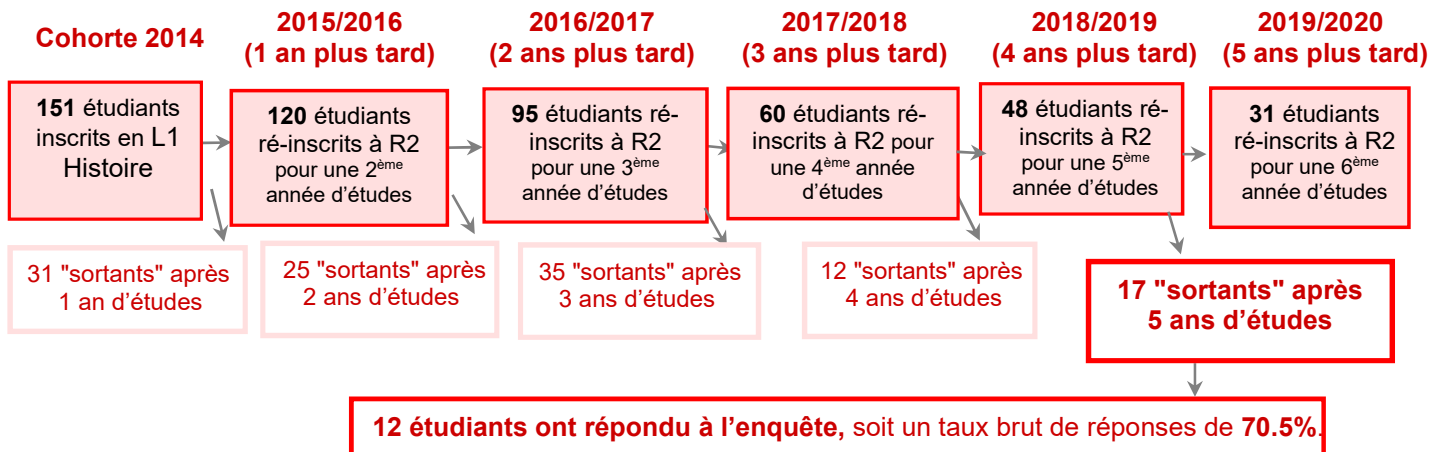 Cohorte 2014
2015/2016
(1 an plus tard)
2016/2017
(2 ans plus tard)
2017/2018
(3 ans plus tard)
2018/2019
(4 ans plus tard)
2019/2020
(5 ans plus tard)
151 étudiants
inscrits en L1
Histoire
120 étudiants
ré-inscrits à R2
pour une 2ème
année d’études
95 étudiants ré-
inscrits à R2
pour une 3ème
année d’études
60 étudiants ré-
inscrits à R2 pour
une 4ème année
d’études
48 étudiants ré-
inscrits à R2
pour une 5ème
année d’études
31 étudiants
ré-inscrits à R2
pour une 6ème
année d’études
31 "sortants" après
1 an d’études
25 "sortants" après
2 ans d’études
35 "sortants" après
3 ans d’études
12 "sortants" après
4 ans d’études
17 "sortants" après
5 ans d’études
12 étudiants ont répondu à l’enquête, soit un taux brut de réponses de 70.5%.